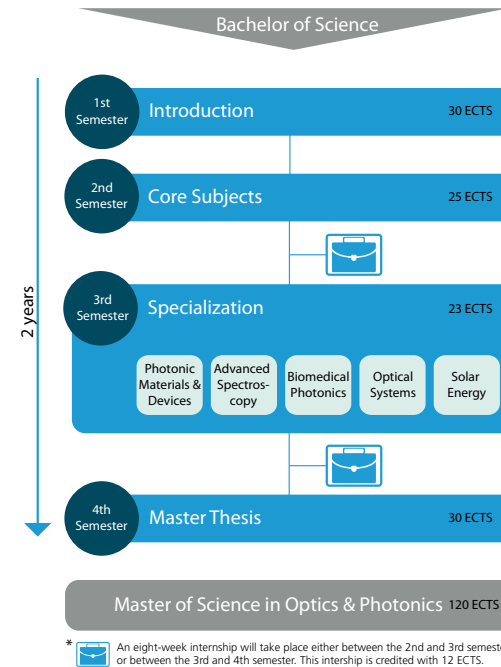 Bachelor of Science
1st
Semester
Introduction
30 ECTS
2nd
Semester
Core Subjects
25 ECTS
2 years
3rd
Semester
Specialization
23 ECTS
Photonic
Materials &
Devices
Advanced
Spectros-
copy
Biomedical
Photonics
Optical
Systems
Solar
Energy
4th
Semester
Master Thesis
30 ECTS
Master of Science in Optics & Photonics 120 ECTS
* An eight-week internship will take place either between the 2nd and 3rd semest
or between the 3rd and 4th semester. This intership is credited with 12 ECTS.